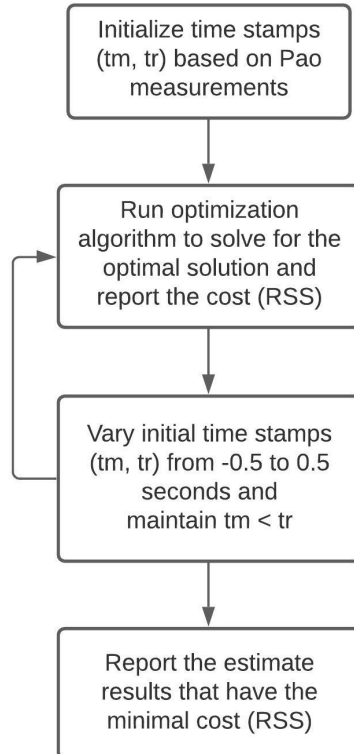 Initialize time stamps
(tm, tr) based on Pao
measurements
Run optimization
algorithm to solve for the
optimal solution and
report the cost (RSS)
Vary initial time stamps
(tm, tr) from -0.5 to 0.5
seconds and
maintain tm < tr
Report the estimate
results that have the
minimal cost (RSS)